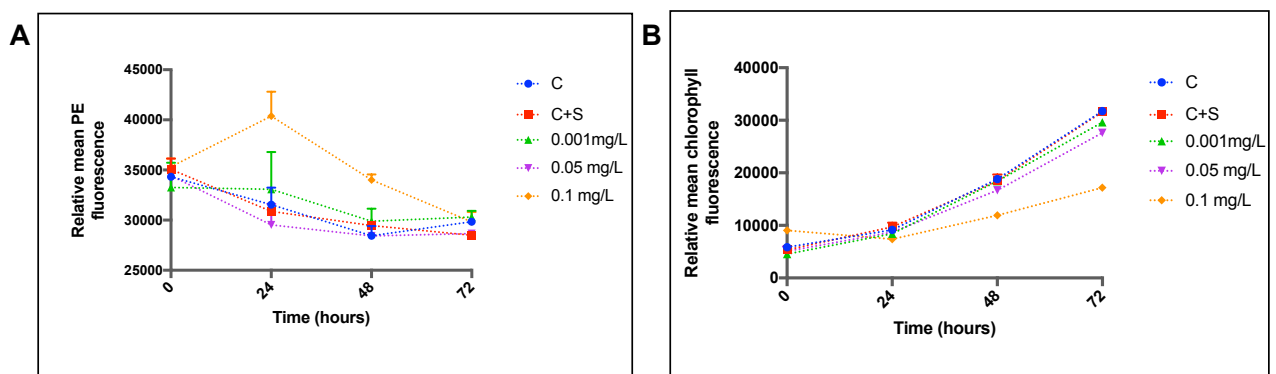 A
Relative mean PE
fluorescence
45000
40000
35000
30000
25000
0
24
48
72
Time (hours)
C
C+S
0.001mg/L
0.05 mg/L
0.1 mg/L
B
Relative mean chlorophyll
fluorescence
40000
30000
20000
10000
0
0
24
48
72
Time (hours)
C
C+S
0.001mg/L
0.05 mg/L
0.1 mg/L